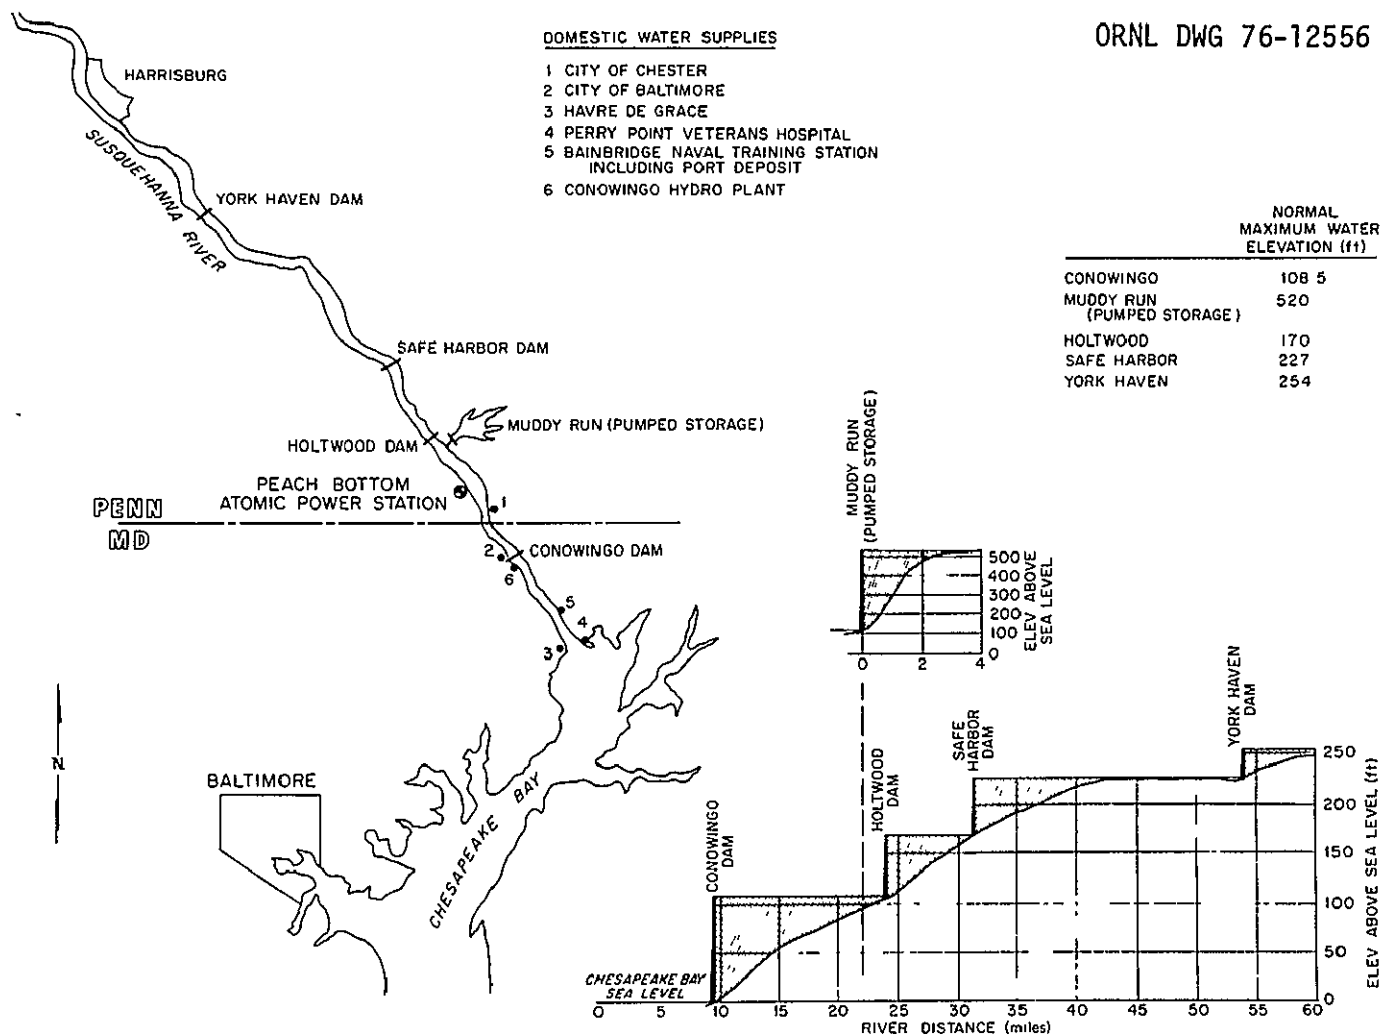 ORNL DWG 76-12556
DOMESTIC WATER SUPPLIES
1 CITY OF CHESTER
2 CITY OF BALTIMORE
3 HAVRE DE GRACE
4 PERRY POINT VETERANS HOSPITAL
5 BAINBRIDGE NAVAL TRAINING STATION
INCLUDING PORT DEPOSIT
6 CONOWINGO HYDRO PLANT
NORMAL
MAXIMUM WATER
ELEVATION (ft)
CONOWINGO 108 5
MUDDY RUN 520
(PUMPED STORAGE)
HOLTWOOD 170
SAFE HARBOR 227
YORK HAVEN 254
HARRISBURG
SUSQUEHANNA RIVER
YORK HAVEN DAM
SAFE HARBOR DAM
MUDDY RUN (PUMPED STORAGE)
HOLTWOOD DAM
PEACH BOTTOM
ATOMIC POWER STATION
1
PENN
MD
2
CONOWINGO DAM
6
5
4
3
N
BALTIMORE
CHESAPEAKE BAY
MUDDY RUN
(PUMPED STORAGE)
500
400
300
200
100
0
ELEV ABOVE
SEA LEVEL
0 2 4
CONOWINGO
DAM
HOLTWOOD
DAM
SAFE
HARBOR
DAM
YORK HAVEN
DAM
250
200
150
100
50
0
ELEV ABOVE SEA LEVEL (ft)
CHESAPEAKE BAY
SEA LEVEL
0 5 10 15 20 25 30 35 40 45 50 55 60
RIVER DISTANCE (miles)